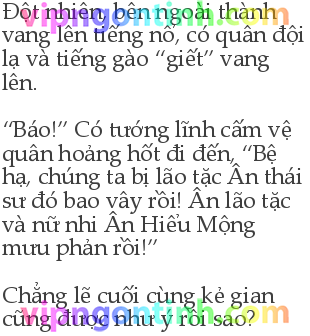 Đột nhiên, bên ngoài thành
vang lên tiếng nổ, có quân đội
lạ và tiếng gào “giết” vang
lên.
“Báo!” Có tướng lĩnh cấm vệ
quân hoảng hốt đi đến, “Bệ
hạ, chúng ta bị lão tặc Ân thái
sư đó bao vây rồi! Ân lão tặc
và nữ nhi Ân Hiểu Mộng
mưu phản rồi!”
Chẳng lẽ cuối cùng kẻ gian
cũng được như ý rồi sao?
vipngontinh.com
vipngontinh.com